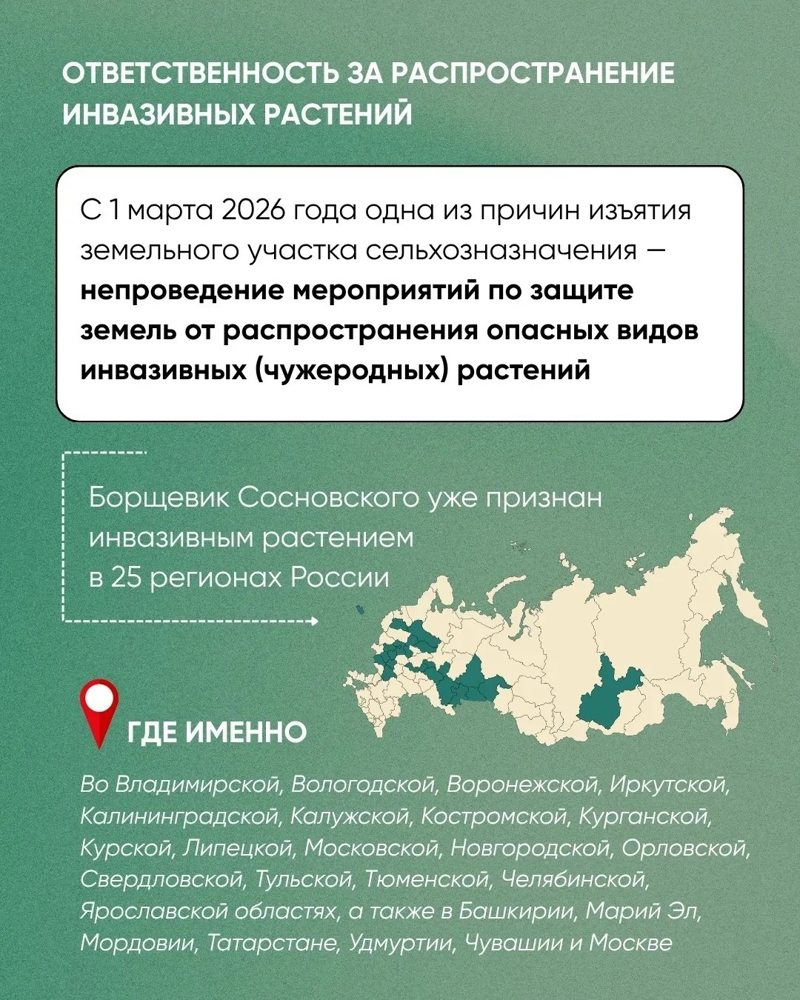 ОТВЕТСТВЕННОСТЬ ЗА РАСПРОСТРАНЕНИЕ
ИНВАЗИВНЫХ РАСТЕНИЙ
С 1 марта 2026 года одна из причин изъятия
земельного участка сельхозназначения —
непроведение мероприятий по защите
земель от распространения опасных видов
инвазивных (чужеродных) растений
Борщевик Сосновского уже признан
инвазивным растением
в 25 регионах России
ГДЕ ИМЕННО
Во Владимирской, Вологодской, Воронежской, Иркутской,
Калининградской, Калужской, Костромской, Курганской,
Курской, Липецкой, Московской, Новгородской, Орловской,
Свердловской, Тульской, Тюменской, Челябинской,
Ярославской областях, а также в Башкирии, Марий Эл,
Мордовии, Татарстане, Удмуртии, Чувашии и Москве